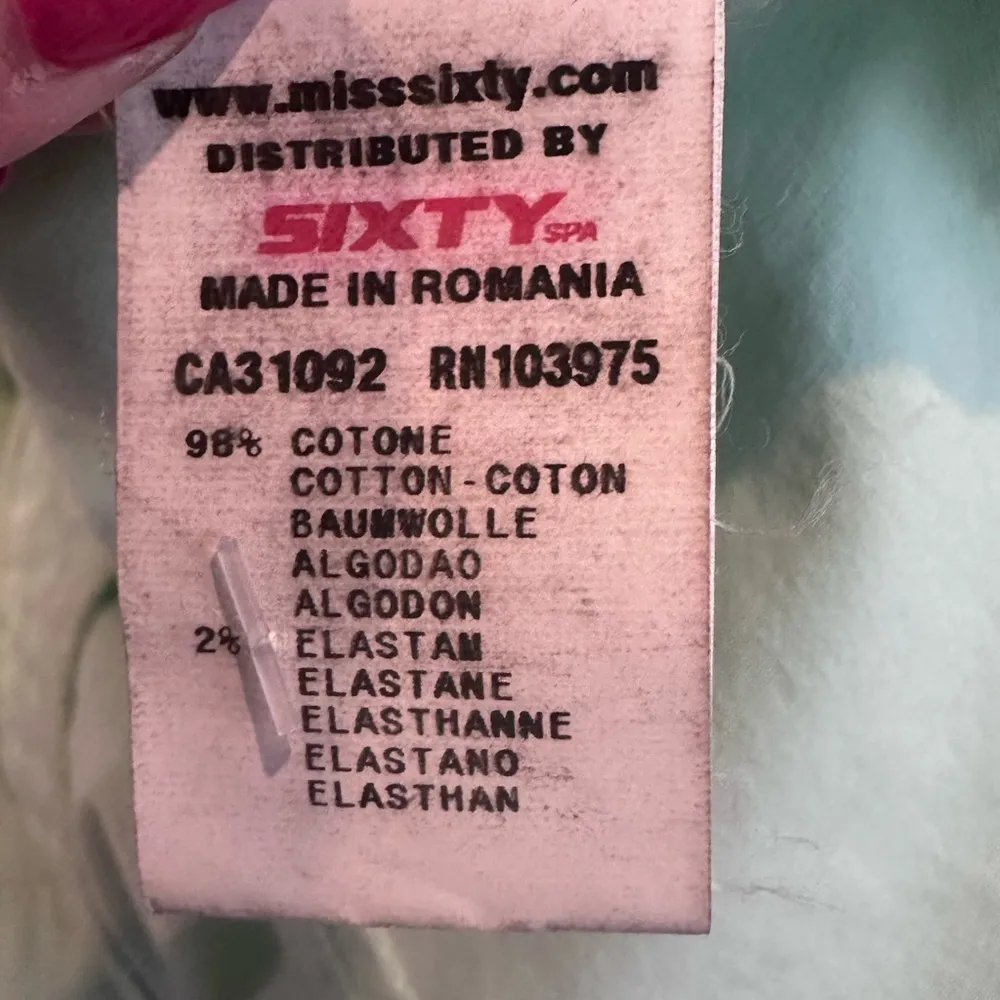 www.misssixty.com
DISTRIBUTED BY
SIXTY SPA
MADE IN ROMANIA
CA31092 RN103975
98% COTONE
COTTON-COTON
BAUMWOLLE
ALGODAO
ALGODON
2% ELASTAM
ELASTANE
ELASTHANNE
ELASTANO
ELASTHAN